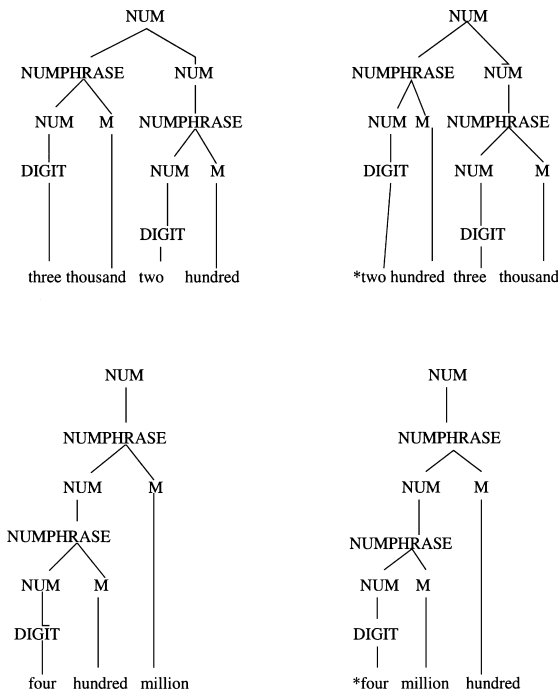 NUM NUM
NUMPHRASE NUM NUMPHRASE NUM
NUM M NUMPHRASE NUM M NUMPHRASE
DIGIT NUM M DIGIT NUM M
DIGIT DIGIT
three thousand two hundred *two hundred three thousand
NUM NUM
NUMPHRASE NUMPHRASE
NUM M NUM M
NUMPHRASE NUMPHRASE
NUM M NUM M
DIGIT DIGIT
four hundred million *four million hundred